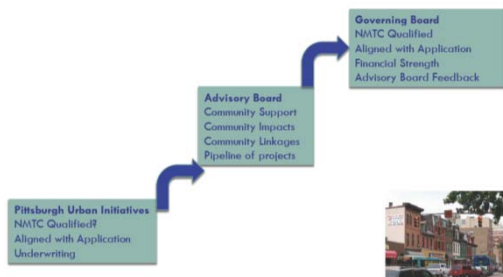 Governing Board
NMTC Qualified
Aligned with Application
Financial Strength
Advisory Board Feedback
Advisory Board
Community Support
Community Impacts
Community Linkages
Pipeline of projects
Pittsburgh Urban Initiatives
NMTC Qualified?
Aligned with Application
Underwriting